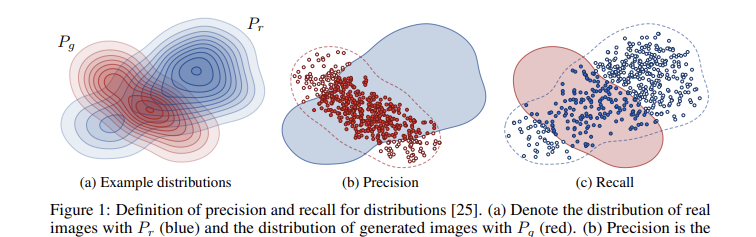 P_g
P_r
(a) Example distributions
(b) Precision
(c) Recall
Figure 1: Definition of precision and recall for distributions [25]. (a) Denote the distribution of real
images with P_r (blue) and the distribution of generated images with P_g (red). (b) Precision is the